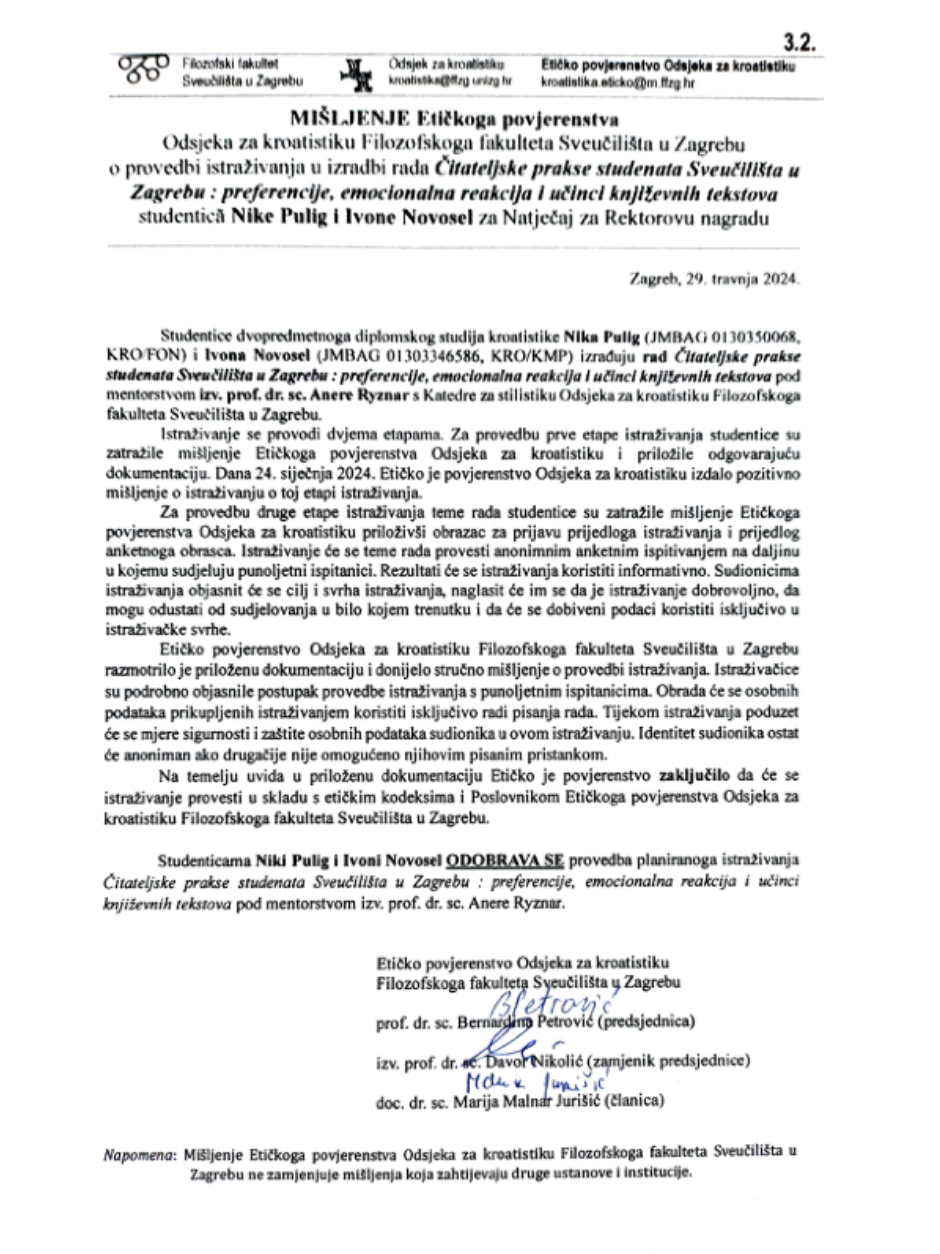 3.2.
Filozofski fakultet
Sveučilišta u Zagrebu
Odsjek za kroatistiku
kroatistika@ffzg.unizg.hr
Etičko povjerenstvo Odsjeka za kroatistiku
kroatistika.eticko@m.ffzg.hr
MIŠLJENJE Etičkoga povjerenstva
Odsjeka za kroatistiku Filozofskoga fakulteta Sveučilišta u Zagrebu
o provedbi istraživanja u izradbi rada Čitateljske prakse studenata Sveučilišta u
Zagrebu : preferencije, emocionalna reakcija i učinci književnih tekstova
studenticā Nike Pulig i Ivone Novosel za Natječaj za Rektorovu nagradu
Zagreb, 29. travnja 2024.
Studentice dvopredmetnoga diplomskog studija kroatistike Nika Pulig (JMBAG 0130350068,
KRO/FON) i Ivona Novosel (JMBAG 01303346586, KRO/KMP) izrađuju rad Čitateljske prakse
studenata Sveučilišta u Zagrebu : preferencije, emocionalna reakcija i učinci književnih tekstova pod
mentorstvom izv. prof. dr. sc. Anere Ryznar s Katedre za stilistiku Odsjeka za kroatistiku Filozofskoga
fakulteta Sveučilišta u Zagrebu.
Istraživanje se provodi dvjema etapama. Za provedbu prve etape istraživanja studentice su
zatražile mišljenje Etičkoga povjerenstva Odsjeka za kroatistiku i priložile odgovarajuću
dokumentaciju. Dana 24. siječnja 2024. Etičko je povjerenstvo Odsjeka za kroatistiku izdalo pozitivno
mišljenje o istraživanju o toj etapi istraživanja.
Za provedbu druge etape istraživanja teme rada studentice su zatražile mišljenje Etičkoga
povjerenstva Odsjeka za kroatistiku priloživši obrazac za prijavu prijedloga istraživanja i prijedlog
anketnoga obrasca. Istraživanje će se teme rada provesti anonimnim anketnim ispitivanjem na daljinu
u kojemu sudjeluju punoljetni ispitanici. Rezultati će se istraživanja koristiti informativno. Sudionicima
istraživanja objasnit će se cilj i svrha istraživanja, naglasit će im se da je istraživanje dobrovoljno, da
mogu odustati od sudjelovanja u bilo kojem trenutku i da će se dobiveni podaci koristiti isključivo u
istraživačke svrhe.
Etičko povjerenstvo Odsjeka za kroatistiku Filozofskoga fakulteta Sveučilišta u Zagrebu
razmotrilo je priloženu dokumentaciju i donijelo stručno mišljenje o provedbi istraživanja. Istraživačice
su podrobno objasnile postupak provedbe istraživanja s punoljetnim ispitanicima. Obrada će se osobnih
podataka prikupljenih istraživanjem koristiti isključivo radi pisanja rada. Tijekom istraživanja poduzet
će se mjere sigurnosti i zaštite osobnih podataka sudionika u ovom istraživanju. Identitet sudionika ostat
će anoniman ako drugačije nije omogućeno njihovim pisanim pristankom.
Na temelju uvida u priloženu dokumentaciju Etičko je povjerenstvo zaključilo da će se
istraživanje provesti u skladu s etičkim kodeksima i Poslovnikom Etičkoga povjerenstva Odsjeka za
kroatistiku Filozofskoga fakulteta Sveučilišta u Zagrebu.
Studenticama Niki Pulig i Ivoni Novosel ODOBRAVA SE provedba planiranoga istraživanja
Čitateljske prakse studenata Sveučilišta u Zagrebu : preferencije, emocionalna reakcija i učinci
književnih tekstova pod mentorstvom izv. prof. dr. sc. Anere Ryznar.
Etičko povjerenstvo Odsjeka za kroatistiku
Filozofskoga fakulteta Sveučilišta u Zagrebu
BPetrović
prof. dr. sc. Bernardina Petrović (predsjednica)
izv. prof. dr. sc. Davor Nikolić (zamjenik predsjednice)
doc. dr. sc. Marija Malnar Jurišić (članica)
Napomena: Mišljenje Etičkoga povjerenstva Odsjeka za kroatistiku Filozofskoga fakulteta Sveučilišta u
Zagrebu ne zamjenjuje mišljenja koja zahtijevaju druge ustanove i institucije.